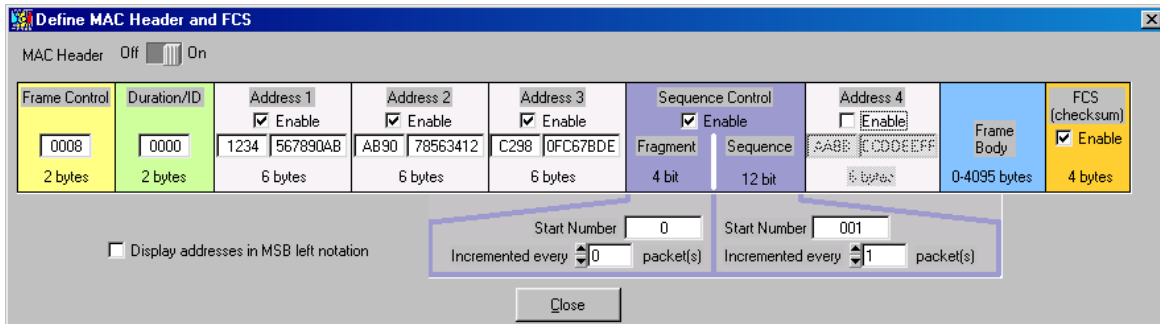 Define MAC Header and FCS
MAC Header Off On
Frame Control Duration/ID Address 1 Address 2 Address 3 Sequence Control Address 4 Frame Body FCS (checksum)
Enable Enable Enable Enable Enable Enable
0008 0000 1234 567890AB AB90 78563412 C298 0FC67BDE Fragment Sequence AABB CCDDEEFF
2 bytes 2 bytes 6 bytes 6 bytes 6 bytes 4 bit 12 bit 6 bytes 0-4095 bytes 4 bytes
Start Number 0 Start Number 001
Display addresses in MSB left notation
Incremented every 0 packet(s) Incremented every 1 packet(s)
Close